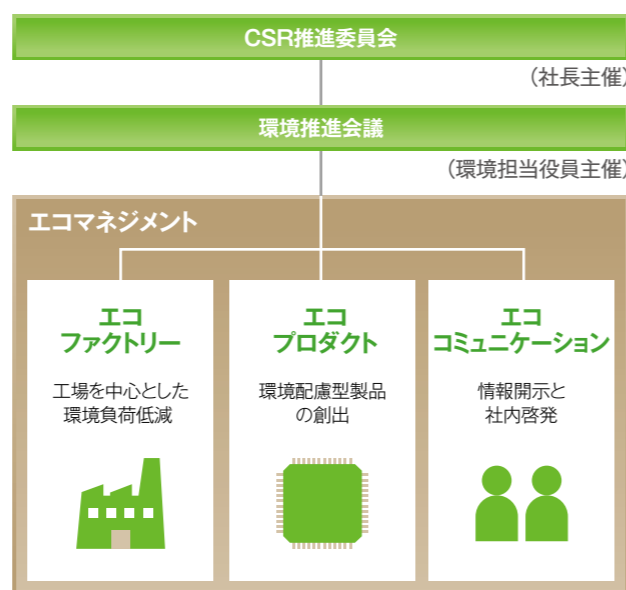 CSR推進委員会
（社長主催）
環境推進会議
（環境担当役員主催）
エコマネジメント
エコ
ファクトリー
工場を中心とした
環境負荷低減
エコ
プロダクト
環境配慮型製品
の創出
エコ
コミュニケーション
情報開示と
社内啓発